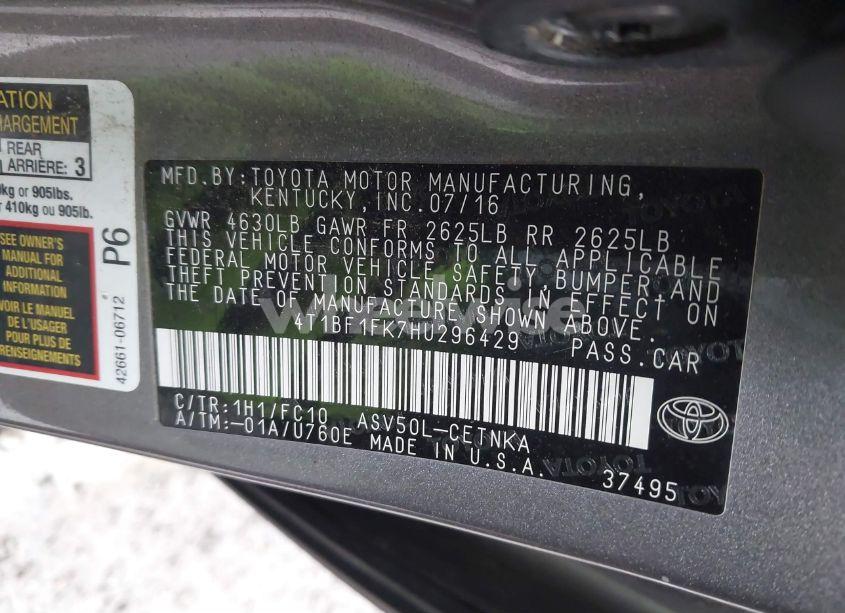 ATION
HARGEMENT
REAR
ARRIÈRE: 3
kg or 905lbs.
r 410kg ou 905lb.
SEE OWNER'S
MANUAL FOR
ADDITIONAL
INFORMATION
VOIR LE MANUEL
DE L'USAGER
POUR PLUS DE
RENSEIGNEMENTS
P6
42661-06712
MFD.BY:TOYOTA MOTOR MANUFACTURING,
KENTUCKY,INC.07/16
GVWR 4630LB GAWR FR 2625LB RR 2625LB
THIS VEHICLE CONFORMS TO ALL APPLICABLE
FEDERAL MOTOR VEHICLE SAFETY,BUMPER AND
THEFT PREVENTION STANDARDS IN EFFECT ON
THE DATE OF MANUFACTURE SHOWN ABOVE.
4T1BF1FK7HU296429 PASS.CAR
C/TR:1H1/FC10 ASV50L-CETNKA
A/TM:-01A/U760E MADE IN U.S.A.
37495
TOYOTA
TOYOTA
TOYOTA
TOYOTA